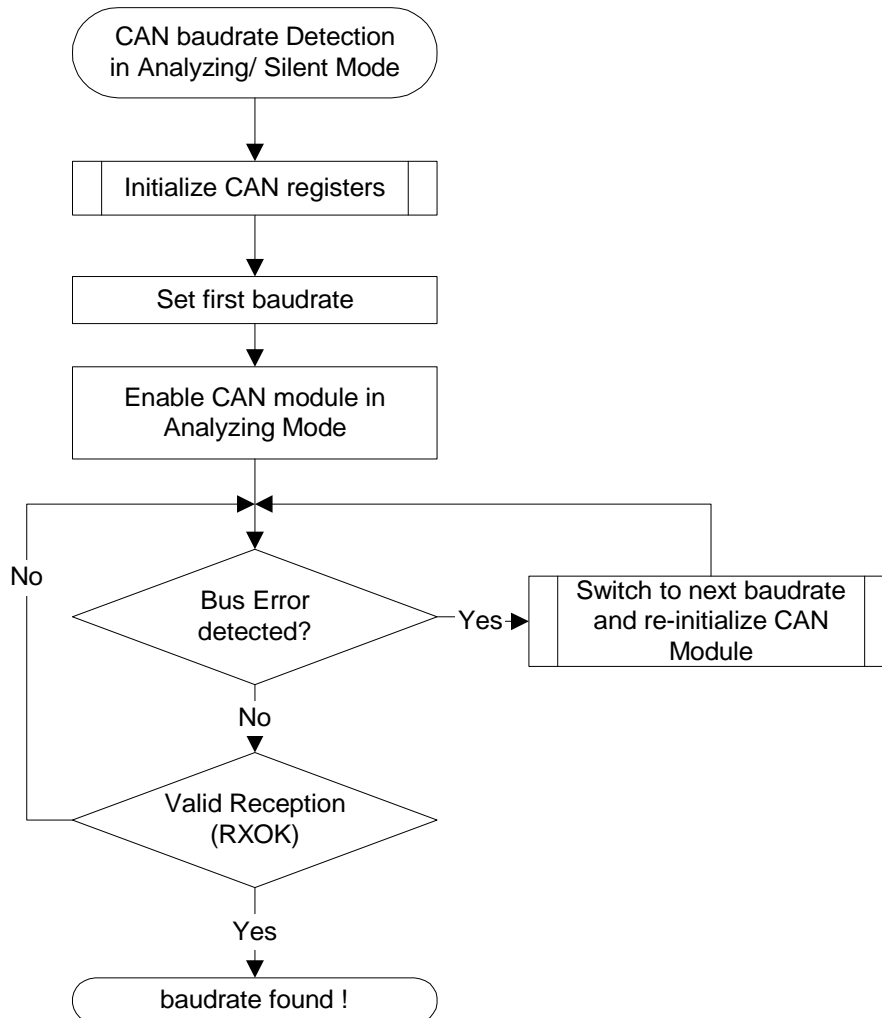 CAN baudrate Detection
in Analyzing/ Silent Mode
Initialize CAN registers
Set first baudrate
Enable CAN module in
Analyzing Mode
No
Bus Error
detected?
Yes
Switch to next baudrate
and re-initialize CAN
Module
No
Valid Reception
(RXOK)
Yes
baudrate found !